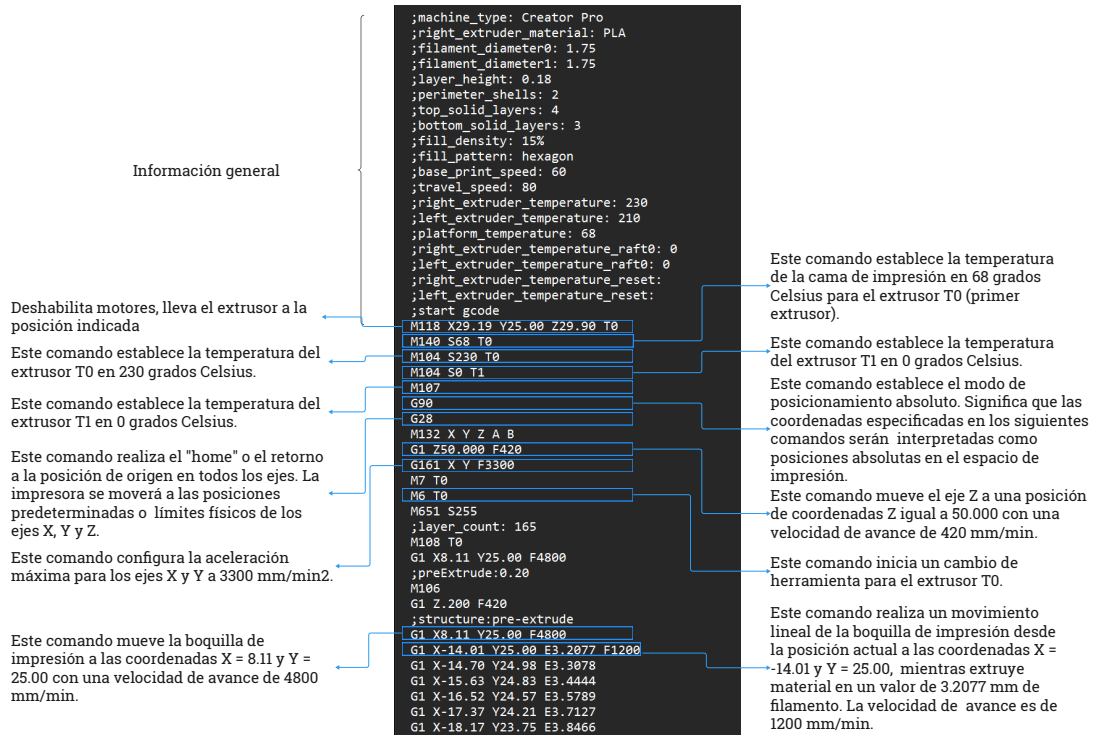 Información general
Deshabilita motores, lleva el extrusor a la
posición indicada
Este comando establece la temperatura del
extrusor T0 en 230 grados Celsius.
Este comando establece la temperatura del
extrusor T1 en 0 grados Celsius.
Este comando realiza el "home" o el retorno
a la posición de origen en todos los ejes. La
impresora se moverá a las posiciones
predeterminadas o límites físicos de los
ejes X, Y y Z.
Este comando configura la aceleración
máxima para los ejes X y Y a 3300 mm/min2.
Este comando mueve la boquilla de
impresión a las coordenadas X = 8.11 y Y =
25.00 con una velocidad de avance de 4800
mm/min.
;machine_type: Creator Pro
;right_extruder_material: PLA
;filament_diameter0: 1.75
;filament_diameter1: 1.75
;layer_height: 0.18
;perimeter_shells: 2
;top_solid_layers: 4
;bottom_solid_layers: 3
;fill_density: 15%
;fill_pattern: hexagon
;base_print_speed: 60
;travel_speed: 80
;right_extruder_temperature: 230
;left_extruder_temperature: 210
;platform_temperature: 68
;right_extruder_temperature_raft0: 0
;left_extruder_temperature_raft0: 0
;right_extruder_temperature_reset:
;left_extruder_temperature_reset:
;start gcode
M118 X29.19 Y25.00 Z29.90 T0
M140 S68 T0
M104 S230 T0
M104 S0 T1
M107
G90
G28
M132 X Y Z A B
G1 Z50.000 F420
G161 X Y F3300
M7 T0
M6 T0
M651 S255
;layer_count: 165
M108 T0
G1 X8.11 Y25.00 F4800
;preExtrude:0.20
M106
G1 Z.200 F420
;structure:pre-extrude
G1 X8.11 Y25.00 F4800
G1 X-14.01 Y25.00 E3.2077 F1200
G1 X-14.70 Y24.98 E3.3078
G1 X-15.63 Y24.83 E3.4444
G1 X-16.52 Y24.57 E3.5789
G1 X-17.37 Y24.21 E3.7127
G1 X-18.17 Y23.75 E3.8466
Este comando establece la temperatura
de la cama de impresión en 68 grados
Celsius para el extrusor T0 (primer
extrusor).
Este comando establece la temperatura
del extrusor T1 en 0 grados Celsius.
Este comando establece el modo de
posicionamiento absoluto. Significa que las
coordenadas especificadas en los siguientes
comandos serán interpretadas como
posiciones absolutas en el espacio de
impresión.
Este comando mueve el eje Z a una posición
de coordenadas Z igual a 50.000 con una
velocidad de avance de 420 mm/min.
Este comando inicia un cambio de
herramienta para el extrusor T0.
Este comando realiza un movimiento
lineal de la boquilla de impresión desde
la posición actual a las coordenadas X =
-14.01 y Y = 25.00, mientras extruye
material en un valor de 3.2077 mm de
filamento. La velocidad de avance es de
1200 mm/min.